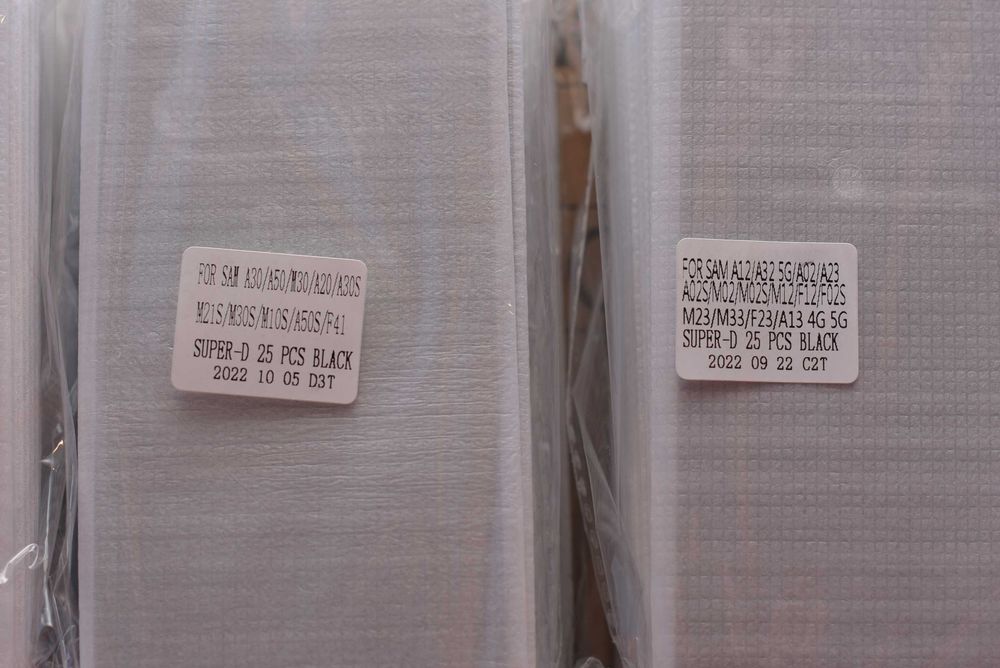 FOR SAM A30/A50/M30/A20/A30S
M21S/M30S/M10S/A50S/F41
SUPER-D 25 PCS BLACK
2022 10 05 D3T
FOR SAM A12/A32 5G/A02/A23
A02S/M02/M02S/M12/F12/F02S
M23/M33/F23/A13 4G 5G
SUPER-D 25 PCS BLACK
2022 09 22 C2T